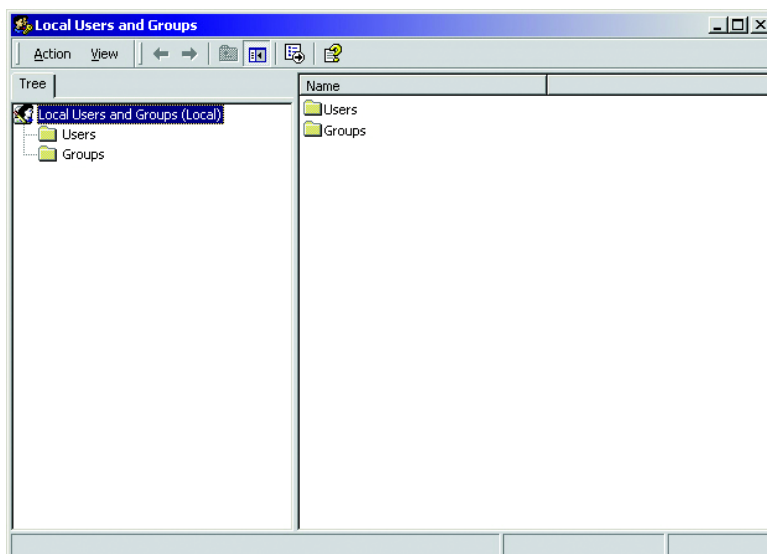 Local Users and Groups
Action View
Tree
Local Users and Groups (Local)
Users
Groups
Name
Users
Groups